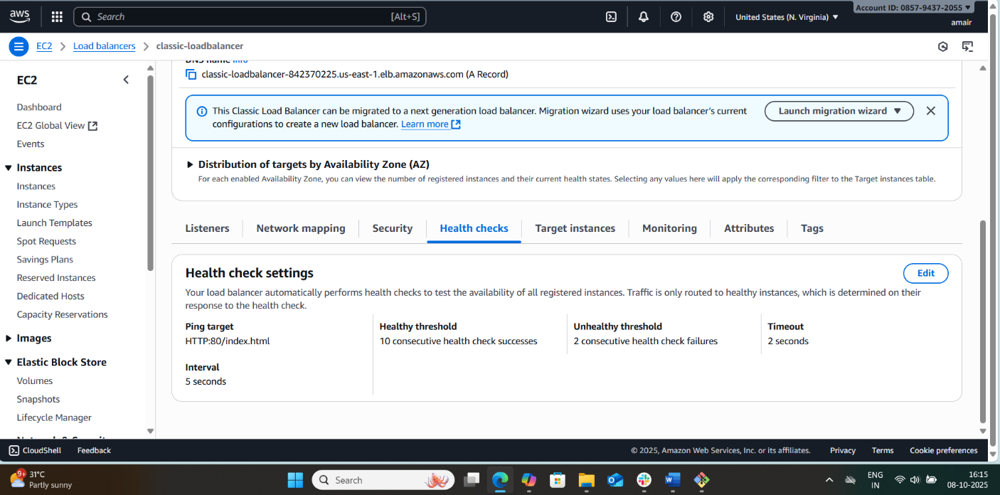 aws
Search [Alt+S]
United States (N. Virginia)
Account ID: 0857-9437-2055
amair
EC2 Load balancers classic-loadbalancer
EC2
Dashboard
EC2 Global View
Events
Instances
Instances
Instance Types
Launch Templates
Spot Requests
Savings Plans
Reserved Instances
Dedicated Hosts
Capacity Reservations
Images
Elastic Block Store
Volumes
Snapshots
Lifecycle Manager
DNS name Info
classic-loadbalancer-842370225.us-east-1.elb.amazonaws.com (A Record)
This Classic Load Balancer can be migrated to a next generation load balancer. Migration wizard uses your load balancer's current
configurations to create a new load balancer. Learn more
Launch migration wizard
Distribution of targets by Availability Zone (AZ)
For each enabled Availability Zone, you can view the number of registered instances and their current health states. Selecting any values here will apply the corresponding filter to the Target instances table.
Listeners Network mapping Security Health checks Target instances Monitoring Attributes Tags
Health check settings
Edit
Your load balancer automatically performs health checks to test the availability of all registered instances. Traffic is only routed to healthy instances, which is determined on their
response to the health check.
Ping target
HTTP:80/index.html
Healthy threshold
10 consecutive health check successes
Unhealthy threshold
2 consecutive health check failures
Timeout
2 seconds
Interval
5 seconds
CloudShell Feedback
© 2025, Amazon Web Services, Inc. or its affiliates. Privacy Terms Cookie preferences
9+
31°C
Partly sunny
Search
ENG
IN
16:15
08-10-2025